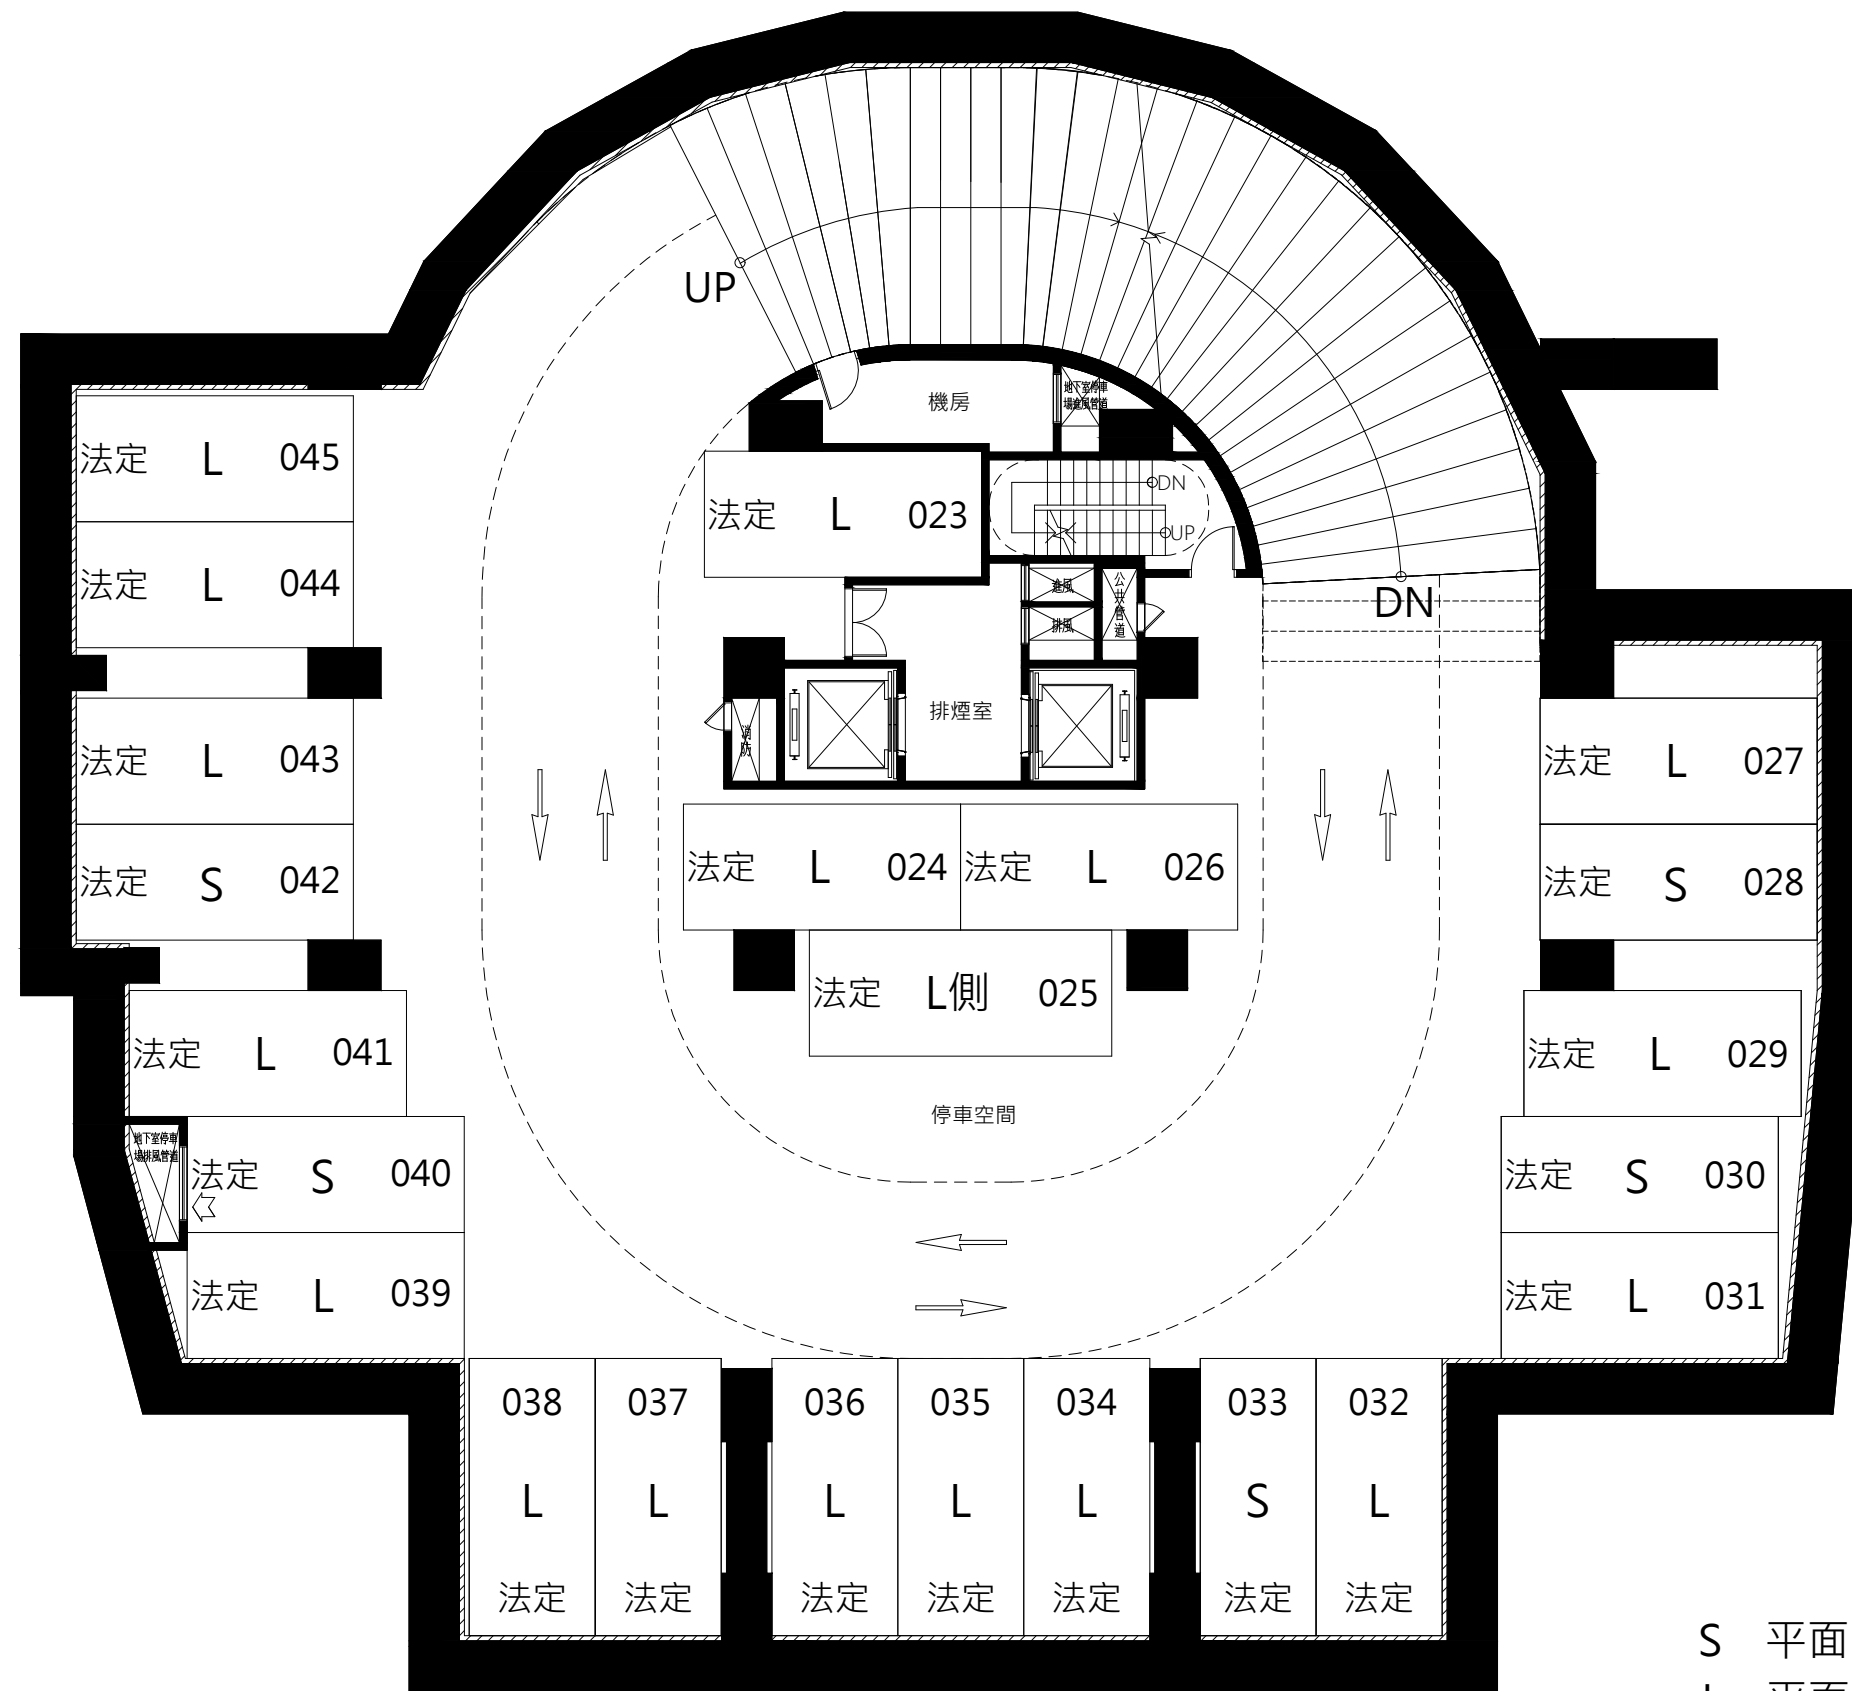 UP
機房
地下室停車
場進風管道
法定 L 045
法定 L 023
DN
UP
法定 L 044
進風
公共管道
排風
DN
消防
排煙室
法定 L 043
法定 L 027
法定 S 042
法定 L 024
法定 L 026
法定 S 028
法定 L側 025
法定 L 041
法定 L 029
停車空間
地下室停車
場排風管道
法定 S 040
法定 S 030
法定 L 039
法定 L 031
038 037 036 035 034 033 032
L L L L L S L
法定 法定 法定 法定 法定 法定 法定
S 平面
L 平面